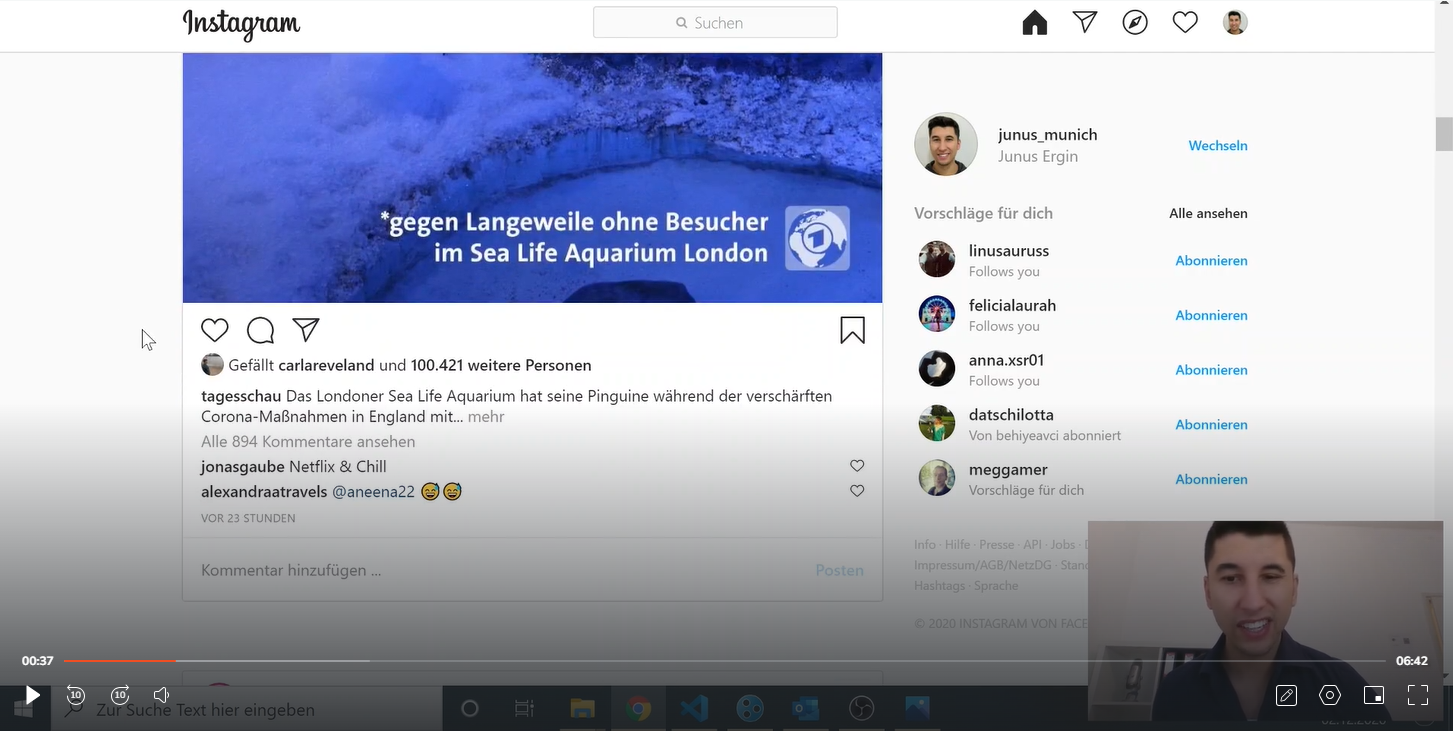 Instagram
Suchen
*gegen Langeweile ohne Besucher
im Sea Life Aquarium London
1
Gefällt carlareveland und 100.421 weitere Personen
tagesschau Das Londoner Sea Life Aquarium hat seine Pinguine während der verschärften
Corona-Maßnahmen in England mit... mehr
Alle 894 Kommentare ansehen
jonasgaube Netflix & Chill
alexandraatravels @aneena22 😅😅
VOR 23 STUNDEN
Kommentar hinzufügen ...
Posten
junus_munich
Junus Ergin
Wechseln
Vorschläge für dich
Alle ansehen
linusauruss
Follows you
Abonnieren
felicialaurah
Follows you
Abonnieren
anna.xsr01
Follows you
Abonnieren
datschilotta
Von behiyeavci abonniert
Abonnieren
meggamer
Vorschläge für dich
Abonnieren
Info · Hilfe · Presse · API · Jobs ·
Impressum/AGB/NetzDG ·
Hashtags · Sprache
© 2020 INSTAGRAM VON
00:37
06:42
10
10
Zur Suche Text hier eingeben
02.12.2020